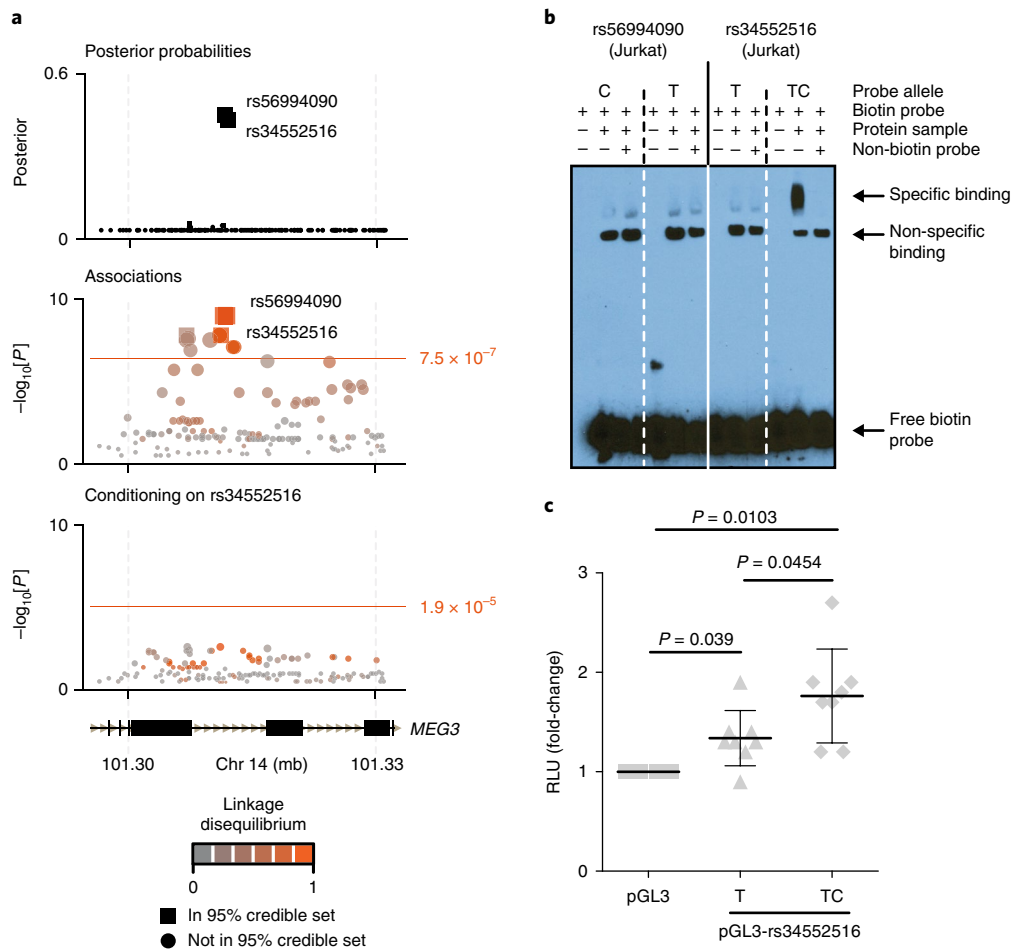 a
Posterior probabilities
0.6
Posterior
0
rs56994090
rs34552516
Associations
10
–log10[P]
0
rs56994090
rs34552516
7.5 × 10–7
Conditioning on rs34552516
10
–log10[P]
0
1.9 × 10–5
MEG3
101.30 Chr 14 (mb) 101.33
Linkage
disequilibrium
0 1
In 95% credible set
Not in 95% credible set
b
rs56994090 rs34552516
(Jurkat) (Jurkat)
C T T TC Probe allele
+ + + + + + + + + + + + Biotin probe
– + + – + + – + + – + + Protein sample
– – + – – + – – + – – + Non-biotin probe
Specific binding
Non-specific
binding
Free biotin
probe
c
P = 0.0103
P = 0.0454
P = 0.039
3
2
1
0
RLU (fold-change)
pGL3 T TC
pGL3-rs34552516